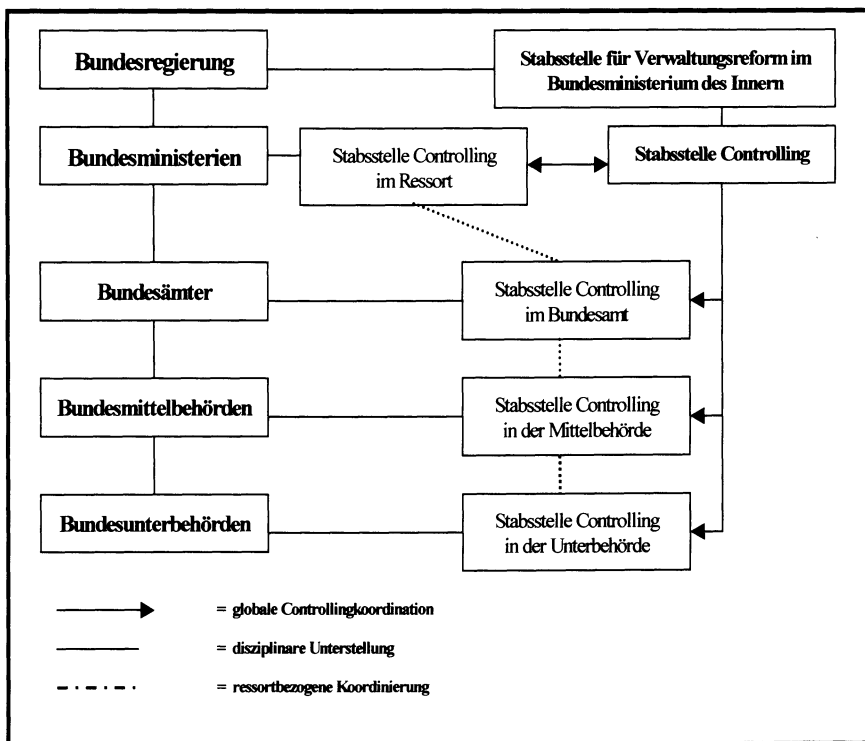 Bundesregierung
Stabsstelle für Verwaltungsreform im
Bundesministerium des Innern
Bundesministerien
Stabsstelle Controlling
im Ressort
Stabsstelle Controlling
Bundesämter
Stabsstelle Controlling
im Bundesamt
Bundesmittelbehörden
Stabsstelle Controlling
in der Mittelbehörde
Bundesunterbehörden
Stabsstelle Controlling
in der Unterbehörde
= globale Controllingkoordination
= disziplinare Unterstellung
= ressortbezogene Koordinierung